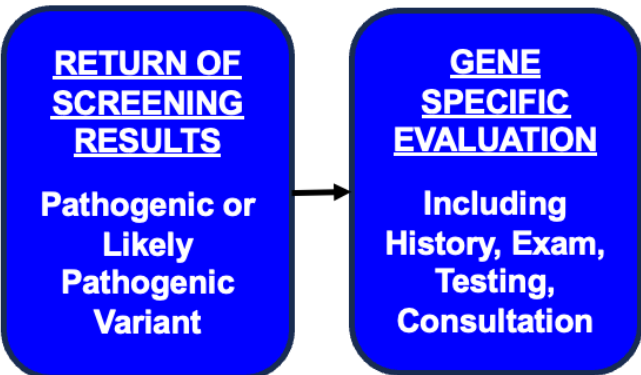 RETURN OF
SCREENING
RESULTS
Pathogenic or
Likely
Pathogenic
Variant
GENE
SPECIFIC
EVALUATION
Including
History, Exam,
Testing,
Consultation